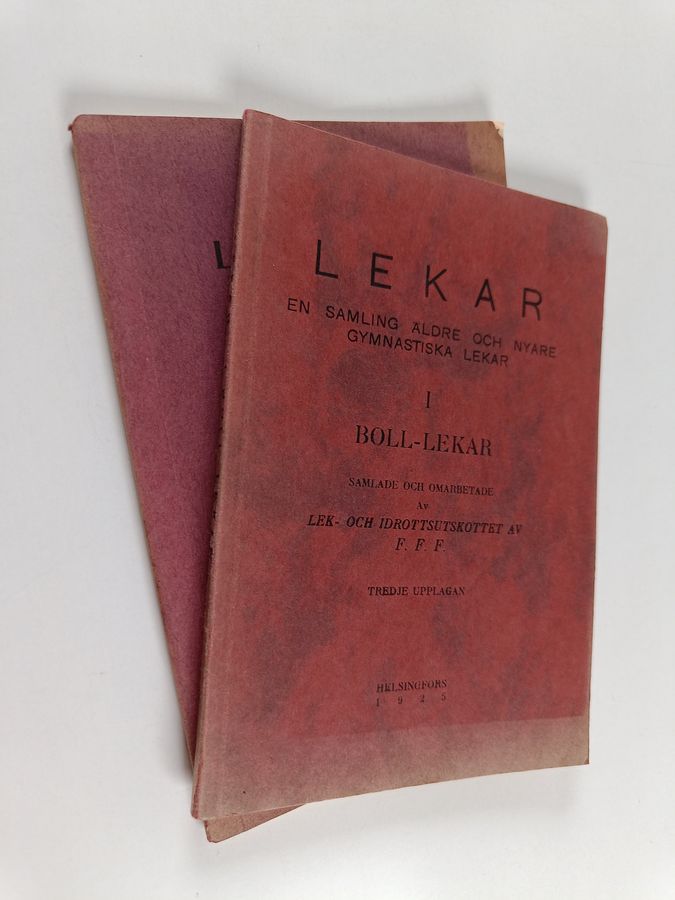 LEKAR
EN SAMLING ÄLDRE OCH NYARE
GYMNASTISKA LEKAR
I
BOLL-LEKAR
SAMLADE OCH OMARBETADE
AV
LEK- OCH IDROTTSUTSKOTTET AV
F. F. F.
TREDJE UPPLAGAN
HELSINGFORS
1925
L